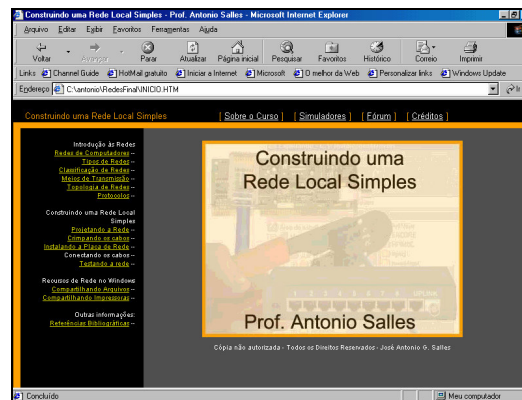 Construindo uma Rede Local Simples - Prof. Antonio Salles - Microsoft Internet Explorer
Arquivo Editar Exibir Favoritos Ferramentas Ajuda
Voltar Avançar Parar Atualizar Página inicial Pesquisar Favoritos Histórico Correio Imprimir
Links Channel Guide HotMail gratuito Iniciar a Internet Microsoft O melhor da Web Personalizar links Windows Update
Endereço C:\antonio\RedesFinal\INICIO.HTM Ir
Construindo uma Rede Local Simples [ Sobre o Curso ] [ Simuladores ] [ Fórum ] [ Créditos ]
Introdução às Redes
Redes de Computadores --
Tipos de Redes --
Classificação de Redes --
Meios de Transmissão --
Topologia de Redes --
Protocolos --
Construindo uma Rede Local
Simples
Projetando a Rede --
Crimpando os cabos --
Instalando a Placa de Rede --
Conectando os cabos --
Testando a rede --
Recursos de Rede no Windows
Compartilhando Arquivos --
Compartilhando Impressoras --
Outras informações:
Referências Bibliográficas --
Construindo uma
Rede Local Simples
UPLINK
Prof. Antonio Salles
Cópia não autorizada - Todos os Direitos Reservados - José Antonio G. Salles
Concluído Meu computador